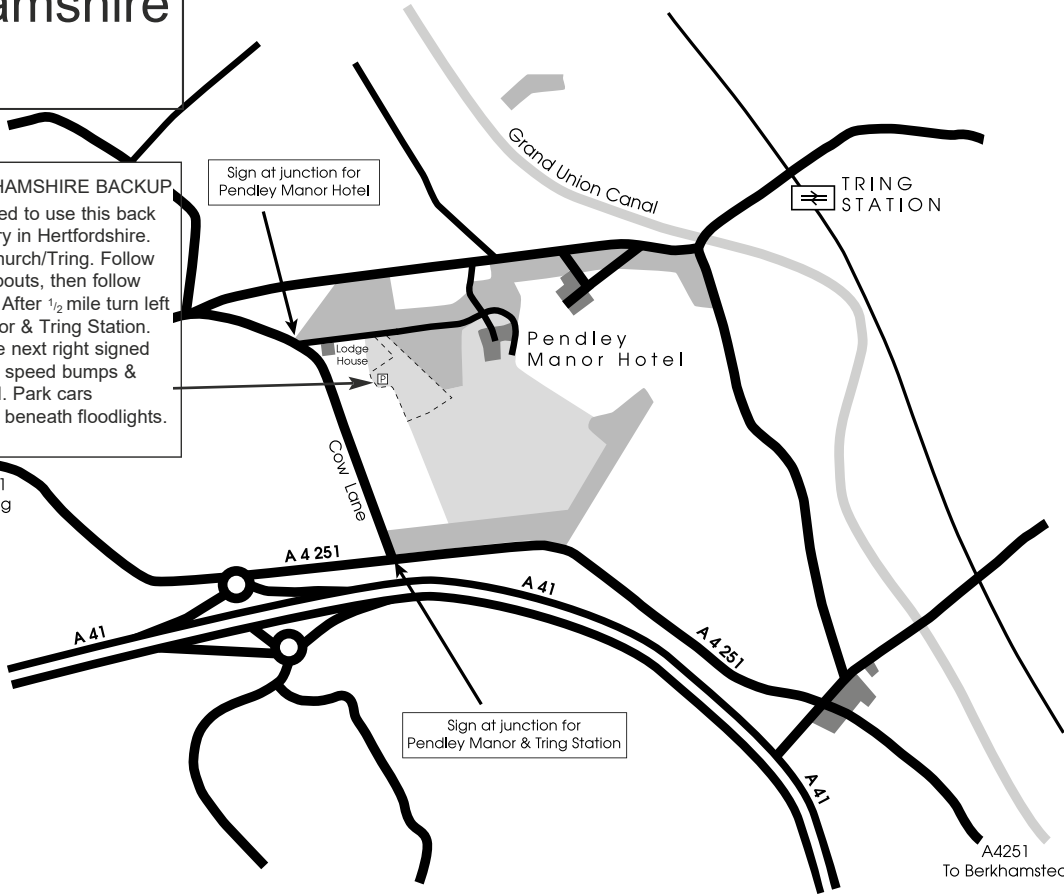 amshire
HAMSHIRE BACKUP
ed to use this back
ry in Hertfordshire.
hurch/Tring. Follow
bouts, then follow
After 1/2 mile turn left
or & Tring Station.
e next right signed
speed bumps &
l. Park cars
beneath floodlights.
Sign at junction for
Pendley Manor Hotel
Grand Union Canal
TRING
STATION
Lodge
House
P
Pendley
Manor Hotel
Cow Lane
1
g
A 4 251
A 41
A 41
A 4 251
Sign at junction for
Pendley Manor & Tring Station
A 41
A4251
To Berkhamsted